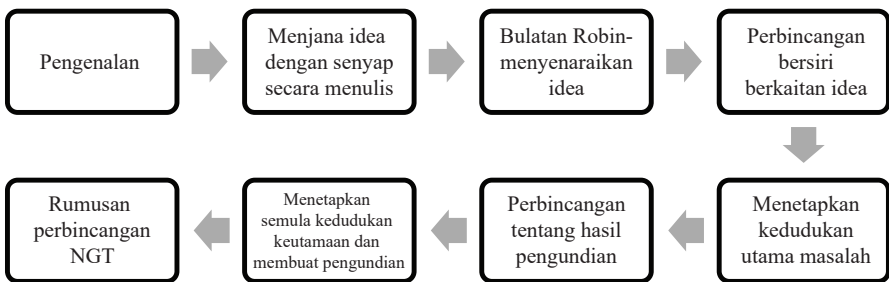 Pengenalan
Menjana idea
dengan senyap
secara menulis
Bulatan Robin-
menyenaraikan
idea
Perbincangan
bersiri
berkaitan idea
Menetapkan
kedudukan
utama masalah
Perbincangan
tentang hasil
pengundian
Menetapkan
semula kedudukan
keutamaan dan
membuat pengundian
Rumusan
perbincangan
NGT